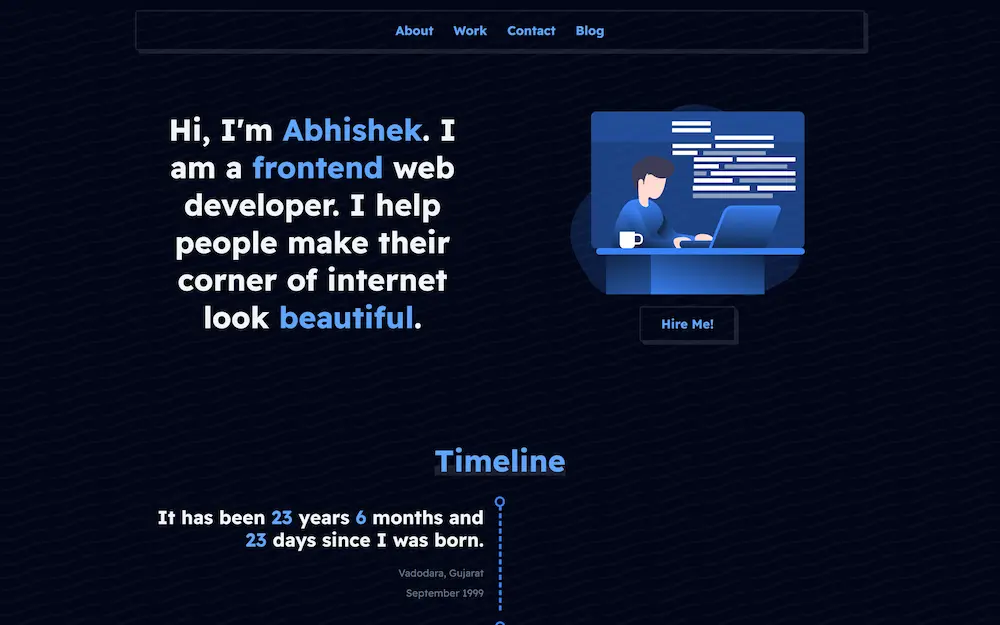 About Work Contact Blog
Hi, I'm Abhishek. I
am a frontend web
developer. I help
people make their
corner of internet
look beautiful.
Hire Me!
Timeline
It has been 23 years 6 months and
23 days since I was born.
Vadodara, Gujarat
September 1999